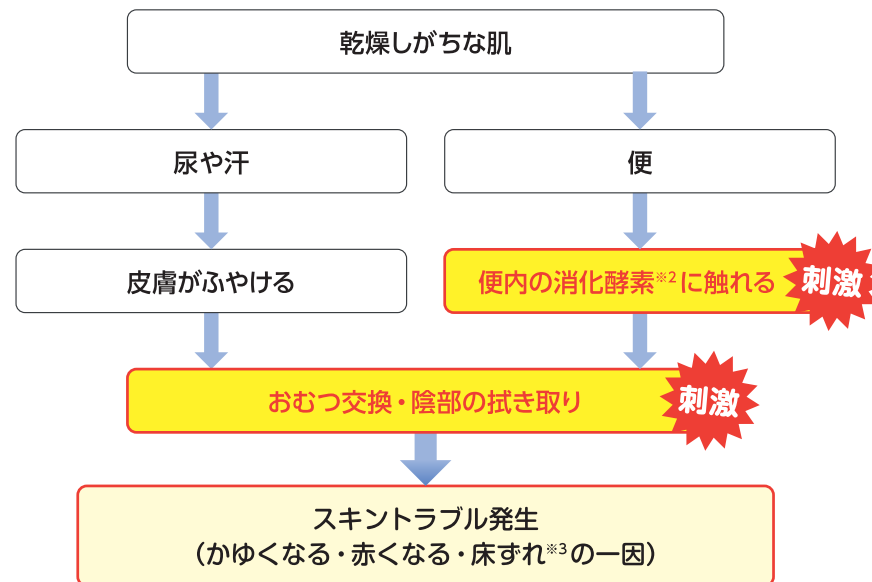 乾燥しがちな肌
尿や汗
便
皮膚がふやける
便内の消化酵素※2に触れる
刺激
おむつ交換・陰部の拭き取り
刺激
スキントラブル発生
（かゆくなる・赤くなる・床ずれ※3の一因）